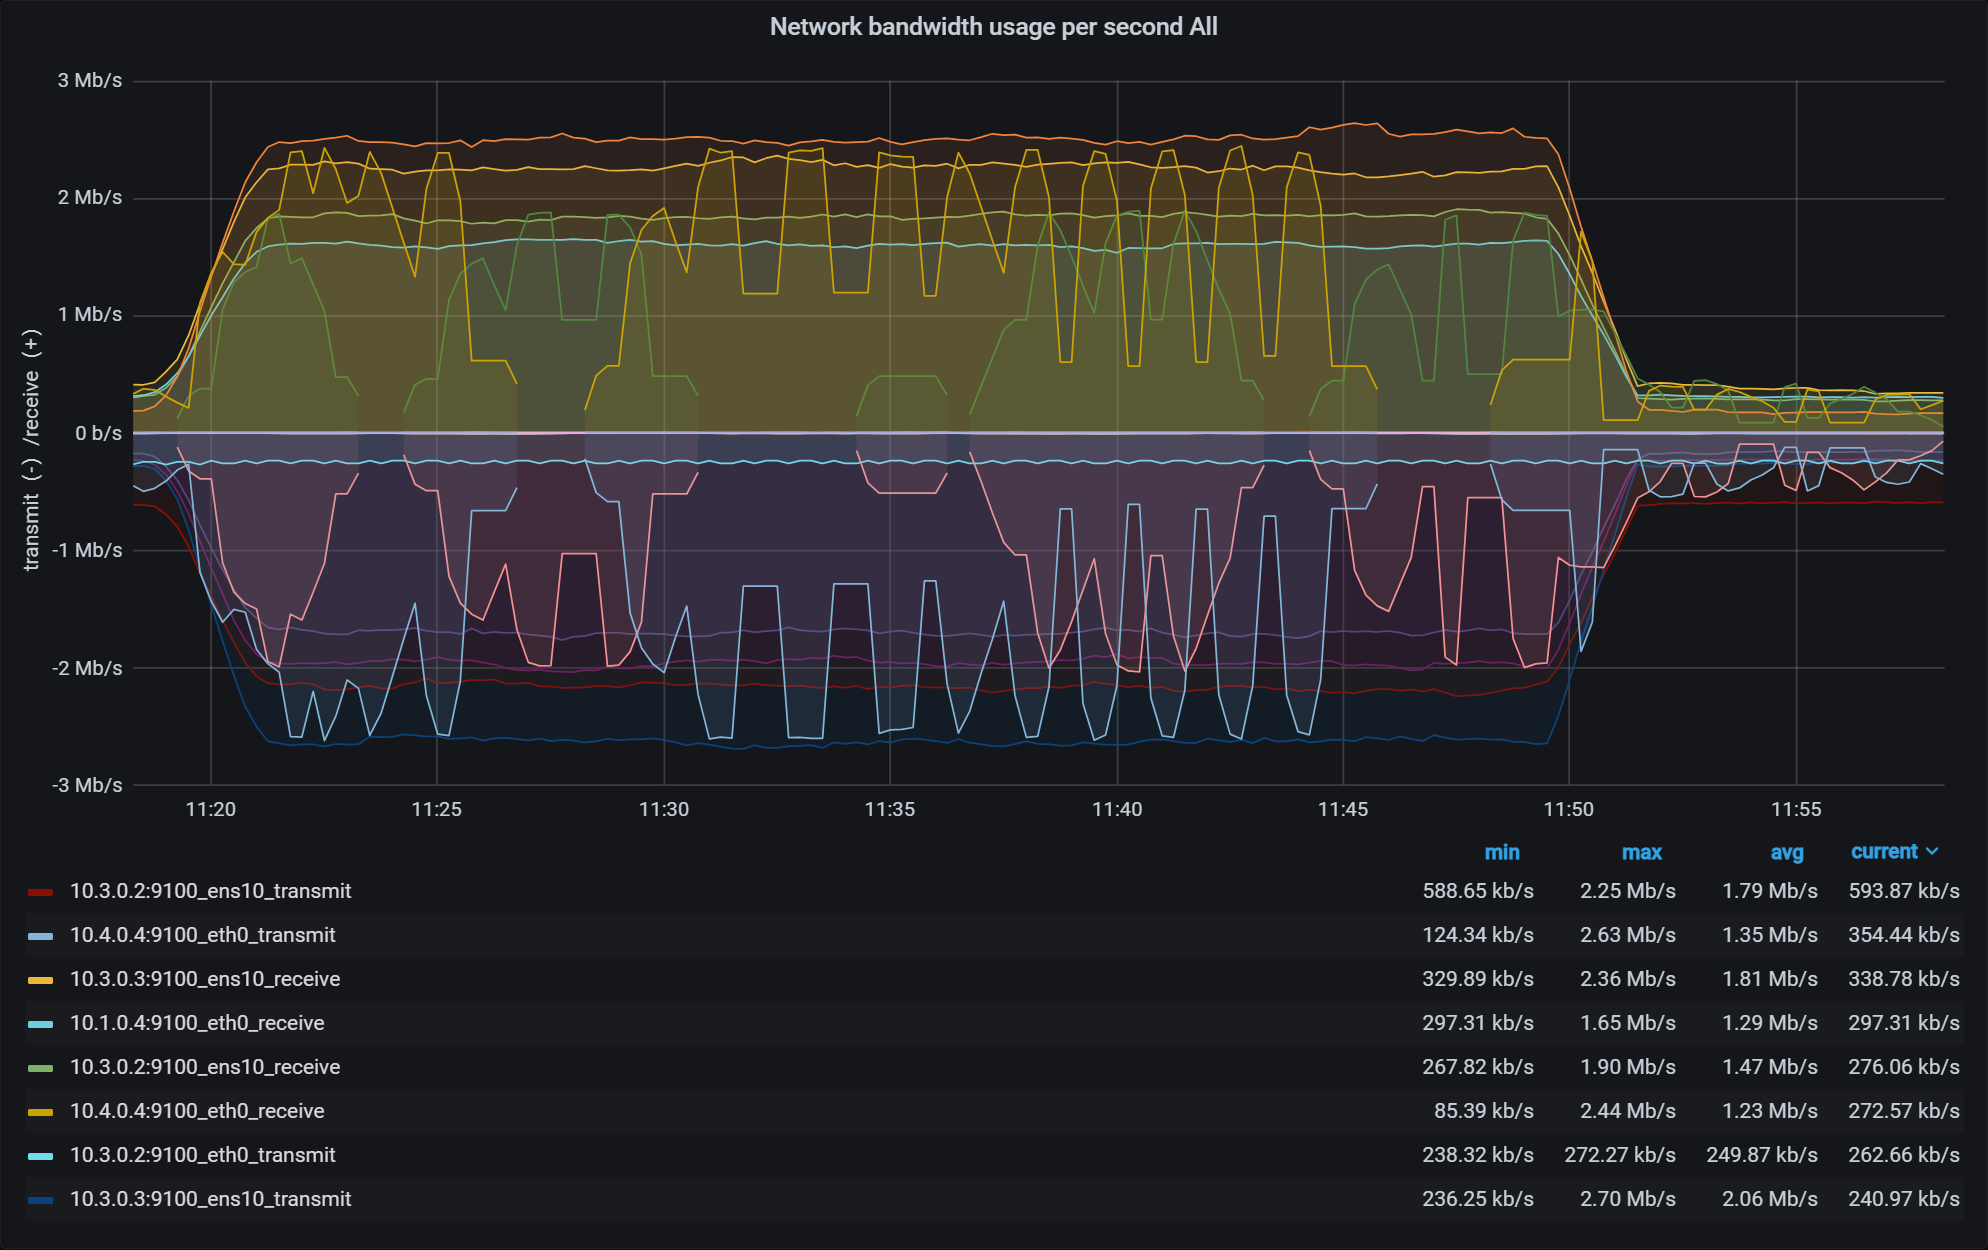 Network bandwidth usage per second All
3 Mb/s
2 Mb/s
1 Mb/s
0 b/s
-1 Mb/s
-2 Mb/s
-3 Mb/s
transmit (-) /receive (+)
11:20 11:25 11:30 11:35 11:40 11:45 11:50 11:55
min max avg current
10.3.0.2:9100_ens10_transmit 588.65 kb/s 2.25 Mb/s 1.79 Mb/s 593.87 kb/s
10.4.0.4:9100_eth0_transmit 124.34 kb/s 2.63 Mb/s 1.35 Mb/s 354.44 kb/s
10.3.0.3:9100_ens10_receive 329.89 kb/s 2.36 Mb/s 1.81 Mb/s 338.78 kb/s
10.1.0.4:9100_eth0_receive 297.31 kb/s 1.65 Mb/s 1.29 Mb/s 297.31 kb/s
10.3.0.2:9100_ens10_receive 267.82 kb/s 1.90 Mb/s 1.47 Mb/s 276.06 kb/s
10.4.0.4:9100_eth0_receive 85.39 kb/s 2.44 Mb/s 1.23 Mb/s 272.57 kb/s
10.3.0.2:9100_eth0_transmit 238.32 kb/s 272.27 kb/s 249.87 kb/s 262.66 kb/s
10.3.0.3:9100_ens10_transmit 236.25 kb/s 2.70 Mb/s 2.06 Mb/s 240.97 kb/s